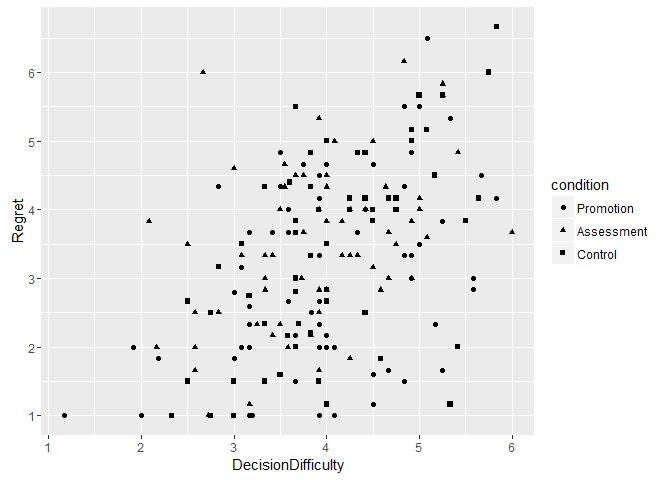 6
5
4
3
2
1
Regret
1
2
3
4
5
6
DecisionDifficulty
condition
Promotion
Assessment
Control